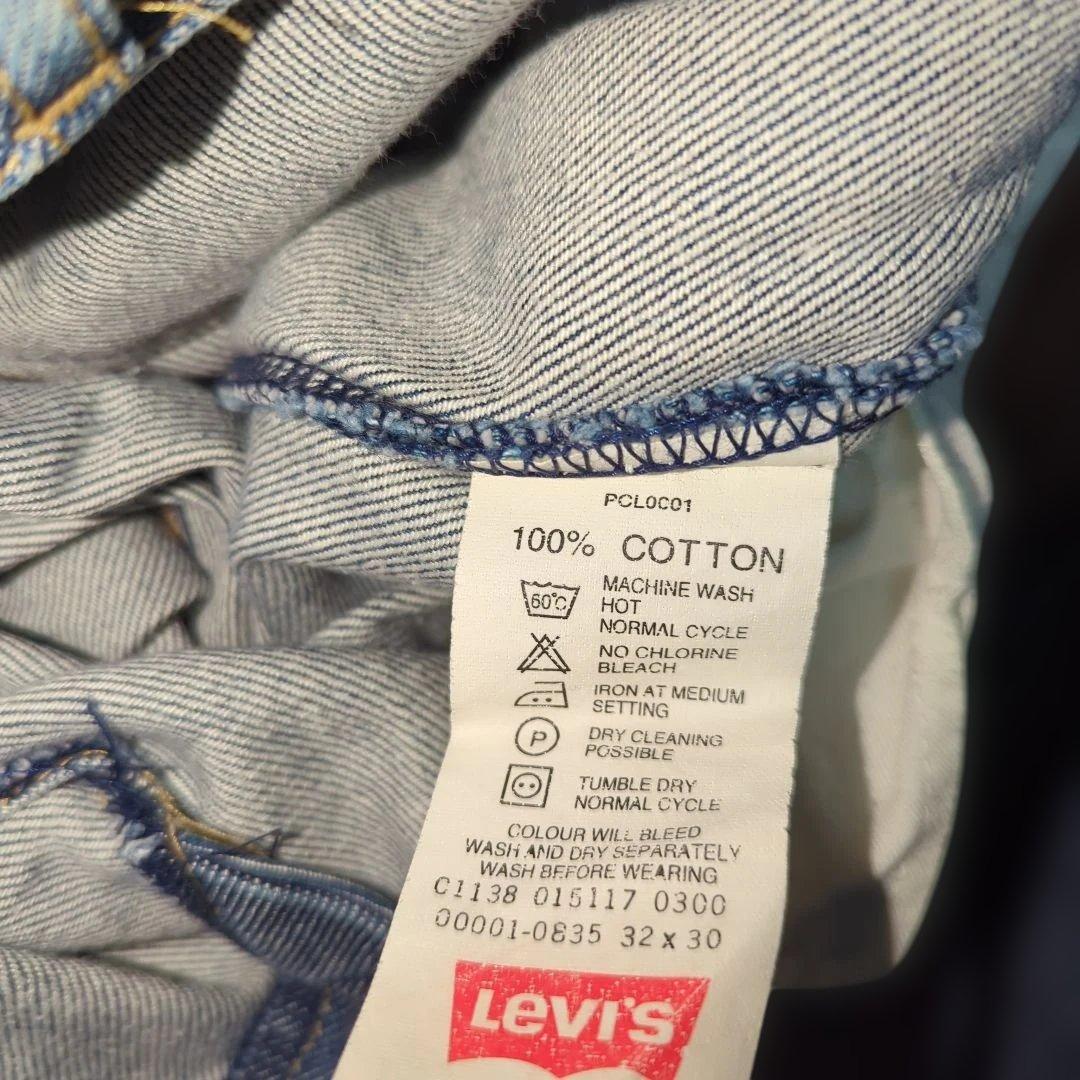 PCL0C01
100% COTTON
60°C
MACHINE WASH
HOT
NORMAL CYCLE
NO CHLORINE
BLEACH
IRON AT MEDIUM
SETTING
P
DRY CLEANING
POSSIBLE
TUMBLE DRY
NORMAL CYCLE
COLOUR WILL BLEED
WASH AND DRY SEPARATELY
WASH BEFORE WEARING
C1138 015117 0300
00001-0835 32 x 30
Levi's